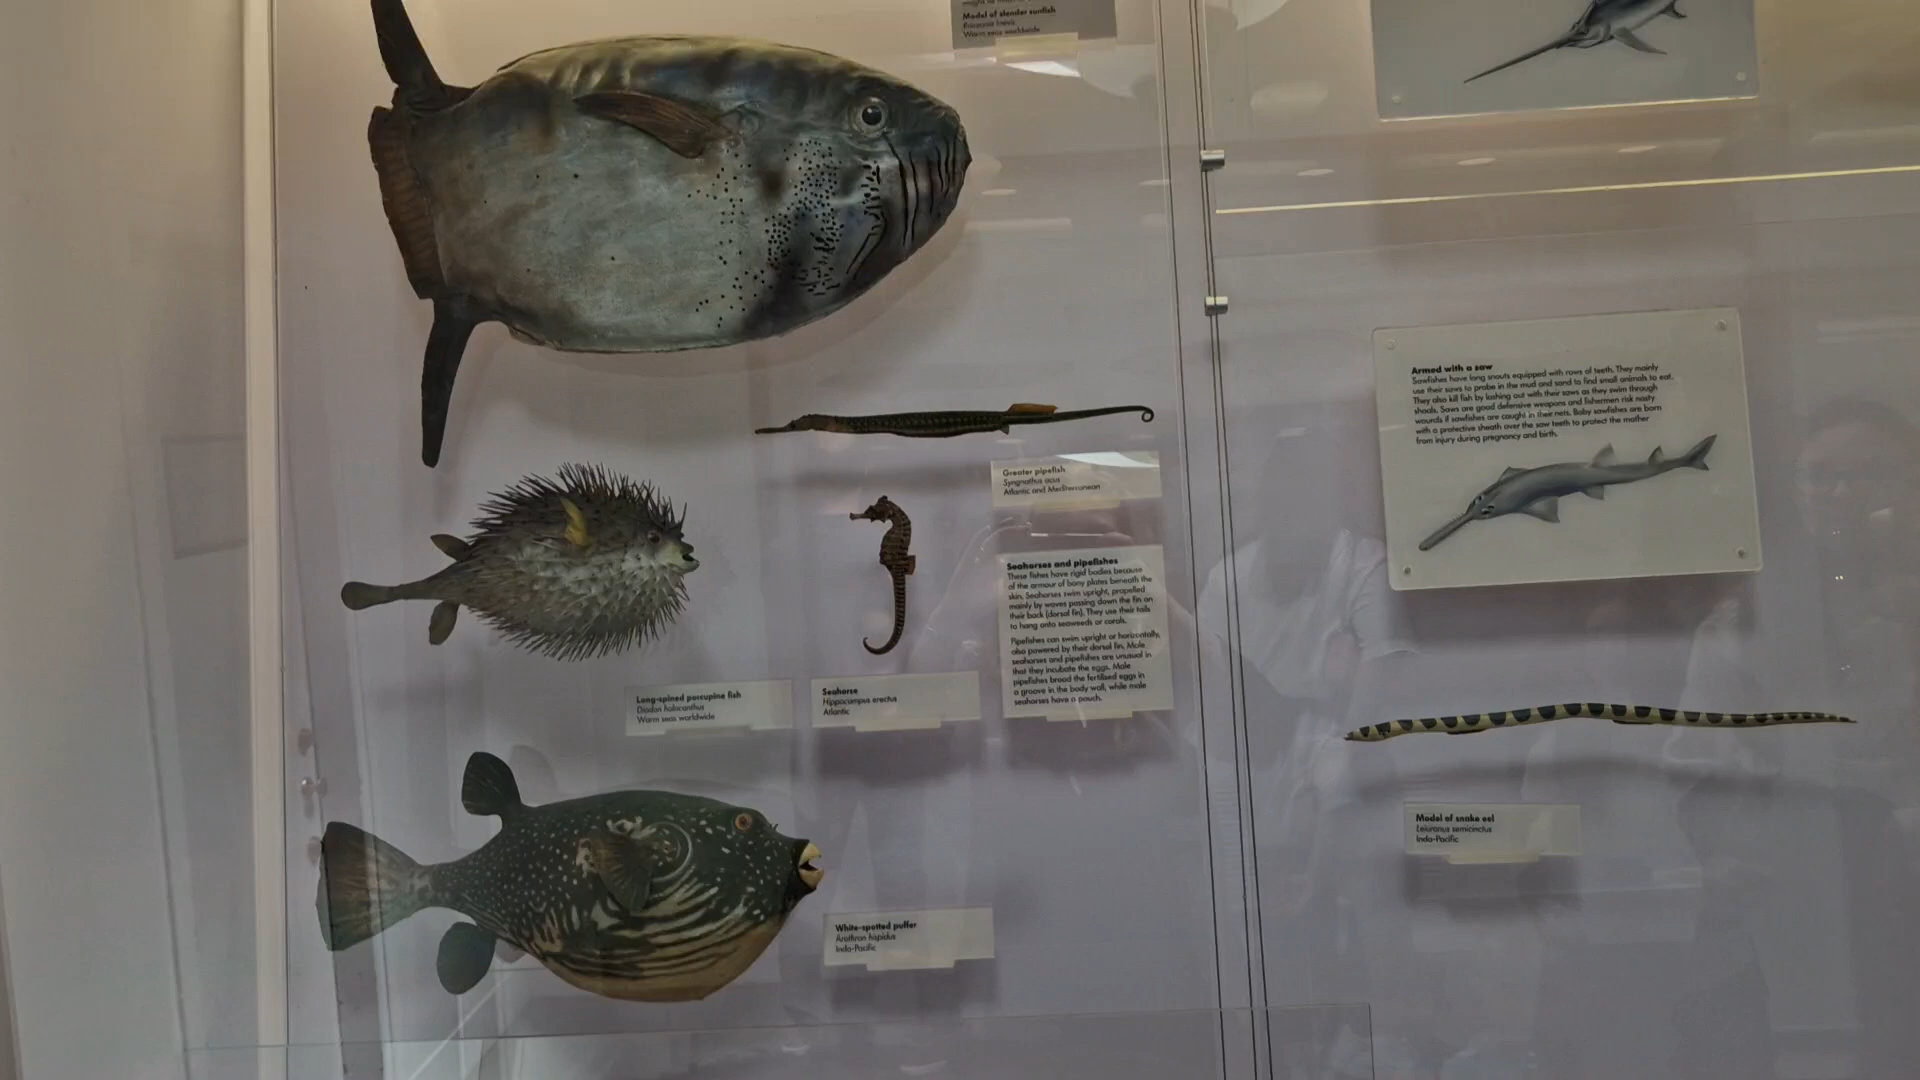 Model of slender sunfish
Ranzania laevis
Warm seas worldwide
Greater pipefish
Syngnathus acus
Atlantic and Mediterranean
Seahorses and pipefishes
These fishes have rigid bodies because
of the armour of bony plates beneath the
skin. Seahorses swim upright, propelled
mainly by waves passing down the fin on
their back (dorsal fin). They use their tails
to hang onto seaweeds or corals.
Pipefishes can swim upright or horizontally,
also powered by their dorsal fin. Male
seahorses and pipefishes are unusual in
that they incubate the eggs. Male
pipefishes brood the fertilised eggs in
a groove in the body wall, while male
seahorses have a pouch.
Long-spined porcupine fish
Diodon holocanthus
Warm seas worldwide
Seahorse
Hippocampus erectus
Atlantic
White-spotted puffer
Arothron hispidus
Indo-Pacific
Armed with a saw
Sawfishes have long snouts equipped with rows of teeth. They mainly
use their saws to probe in the mud and sand to find small animals to eat.
They also kill fish by lashing out with their saws as they swim through
shoals. Saws are good defensive weapons and fishermen risk nasty
wounds if sawfishes are caught in their nets. Baby sawfishes are born
with a protective sheath over the saw teeth to protect the mother
from injury during pregnancy and birth.
Model of snake eel
Leiuranus semicinctus
Indo-Pacific